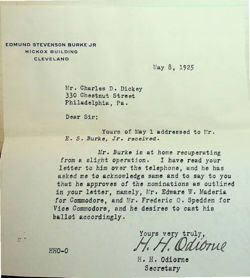 EDMUND STEVENSON BURKE JR
HICKOX BUILDING
CLEVELAND
May 8, 1925
Mr. Charles D. Dickey
330 Chestnut Street
Philadelphia, Pa.
Dear Sir:
Yours of May 1 addressed to Mr.
E. S. Burke, Jr. received.
Mr. Burke is at home recuperating
from a slight operation. I have read your
letter to him over the telephone, and he has
asked me to acknowledge same and to say to you
that he approves of the nominations as outlined
in your letter, namely, Mr. Edward W. Maderia
for Commodore, and Mr. Frederic O. Spedden for
Vice Commodore, and he desires to cast his
ballot accordingly.
Yours very truly,
H. H. Odiorne
HHO-O
H. H. Odiorne
Secretary